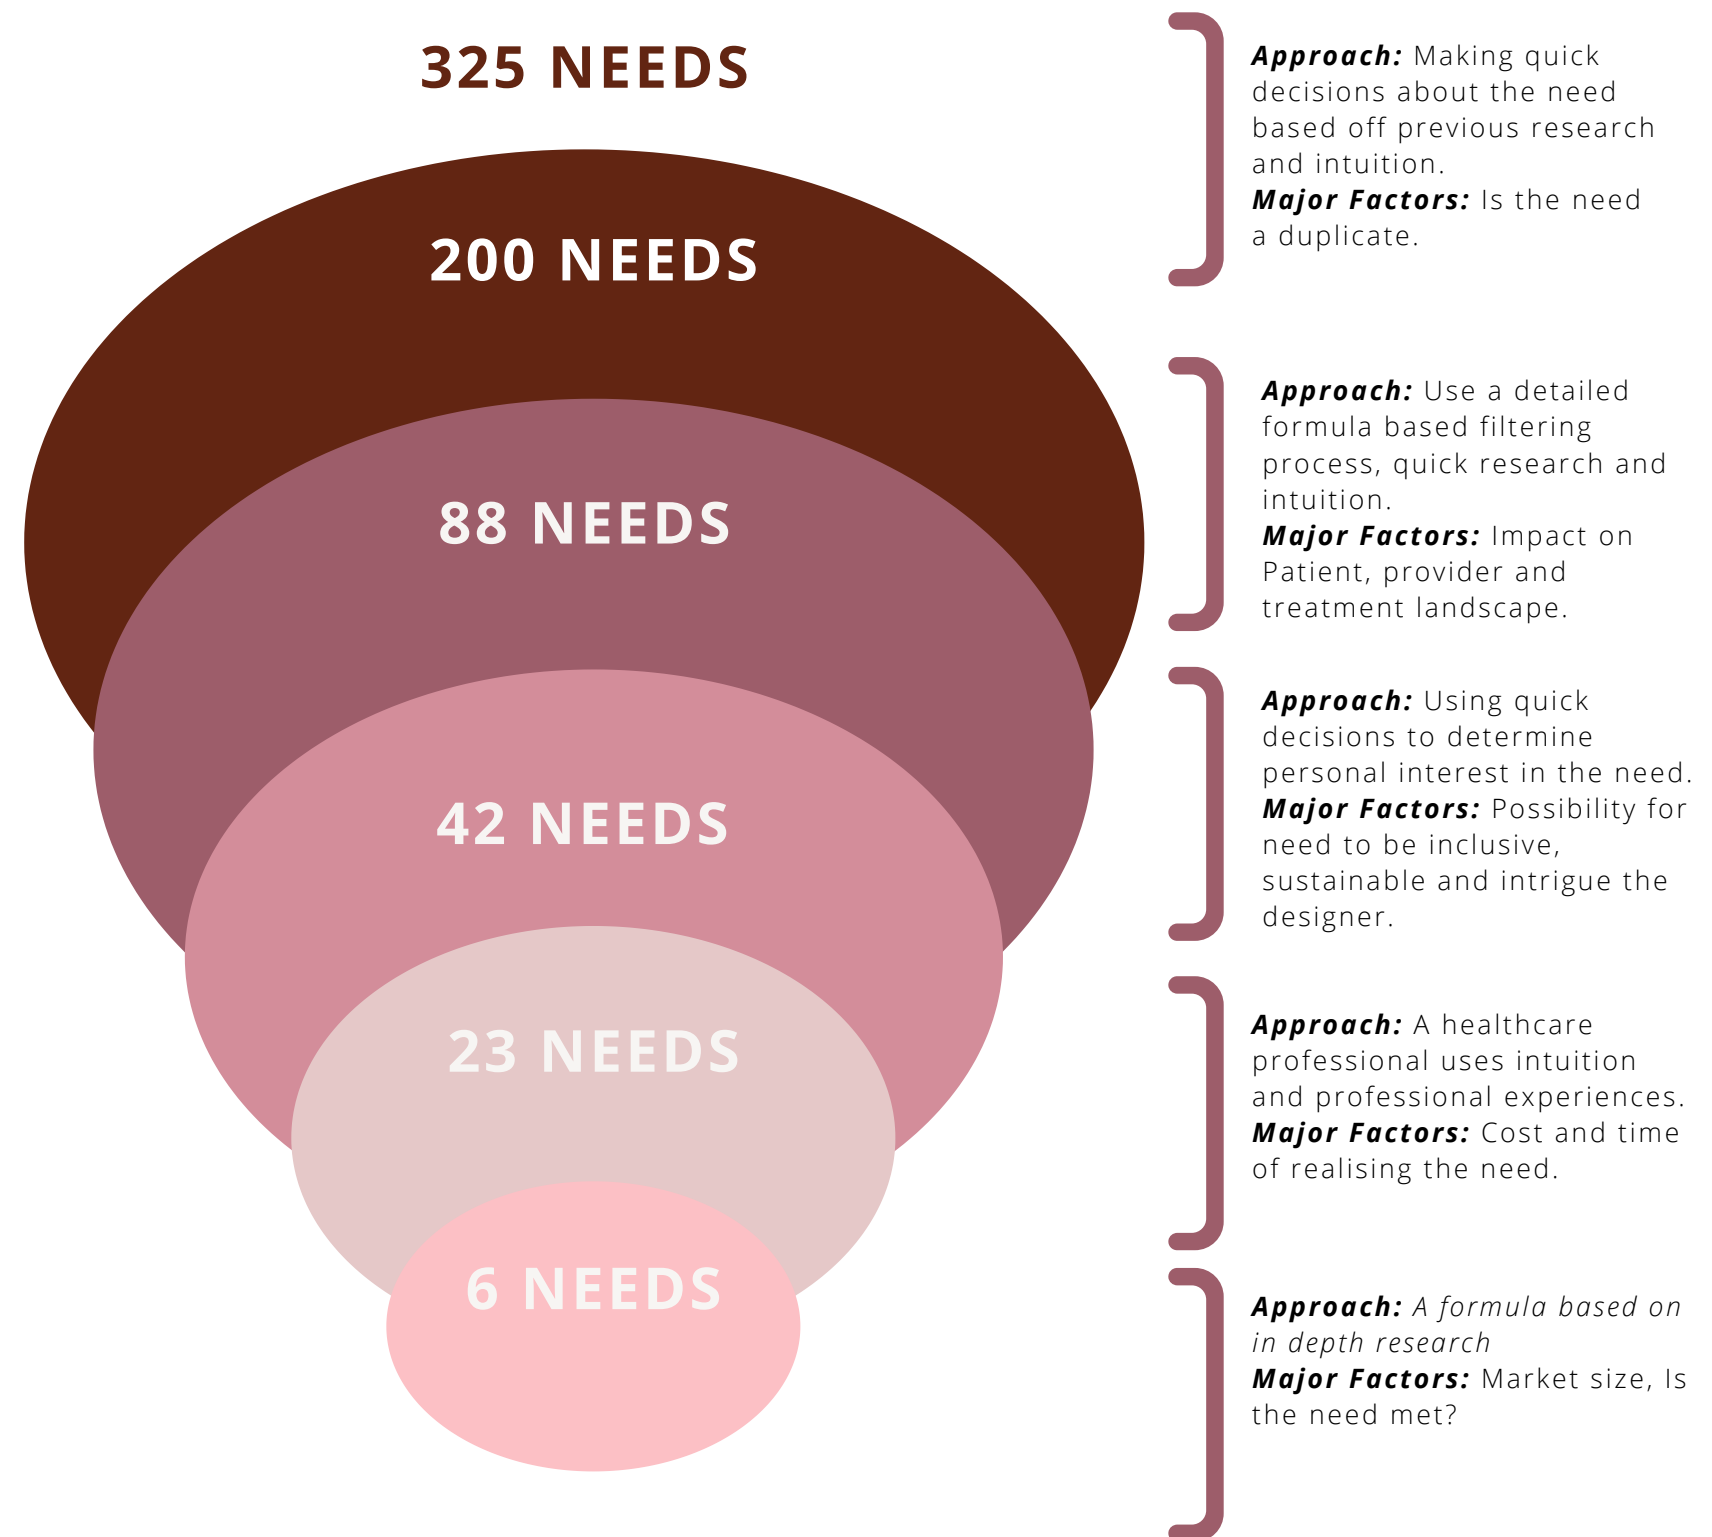 325 NEEDS
Approach: Making quick
decisions about the need
based off previous research
and intuition.
Major Factors: Is the need
a duplicate.
200 NEEDS
Approach: Use a detailed
formula based filtering
process, quick research and
intuition.
Major Factors: Impact on
Patient, provider and
treatment landscape.
88 NEEDS
Approach: Using quick
decisions to determine
personal interest in the need.
Major Factors: Possibility for
need to be inclusive,
sustainable and intrigue the
designer.
42 NEEDS
Approach: A healthcare
professional uses intuition
and professional experiences.
Major Factors: Cost and time
of realising the need.
23 NEEDS
Approach: A formula based on
in depth research
Major Factors: Market size, Is
the need met?
6 NEEDS